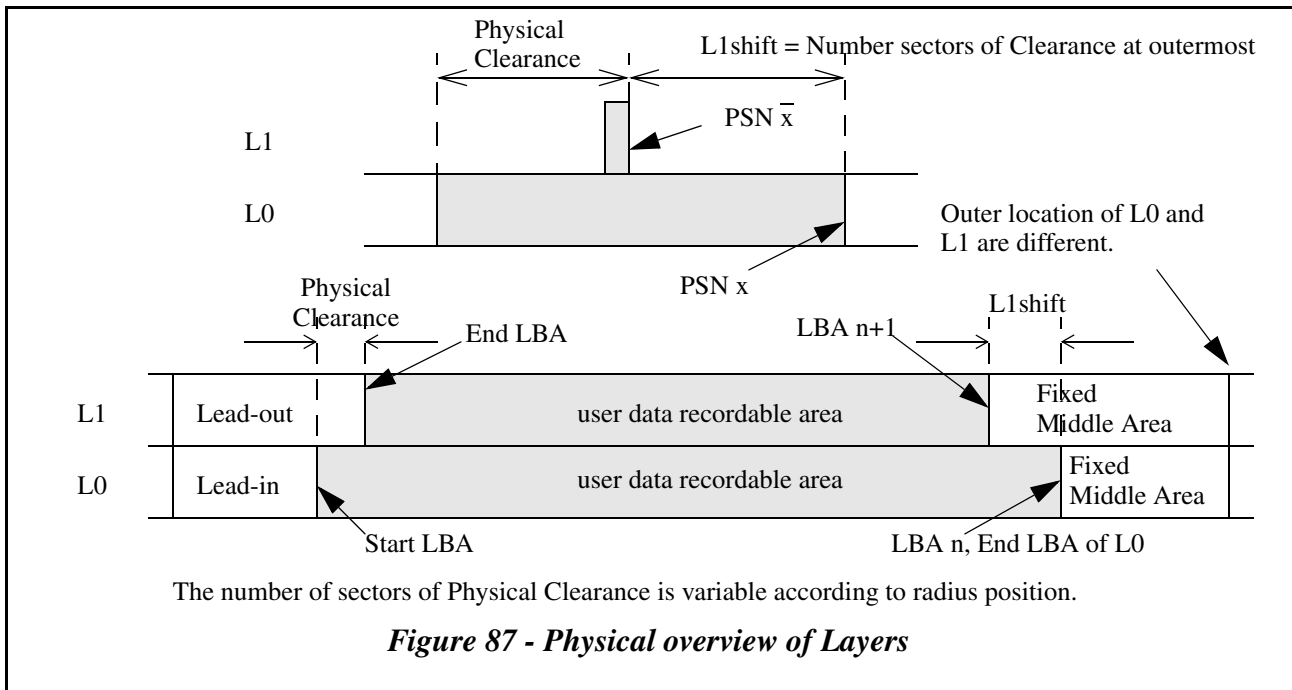 Physical
Clearance
L1shift = Number sectors of Clearance at outermost
PSN x̅
L1
L0
Outer location of L0 and
L1 are different.
PSN x
Physical
Clearance
L1shift
End LBA
LBA n+1
L1
Lead-out
user data recordable area
Fixed
Middle Area
L0
Lead-in
user data recordable area
Fixed
Middle Area
Start LBA
LBA n, End LBA of L0
The number of sectors of Physical Clearance is variable according to radius position.
Figure 87 - Physical overview of Layers